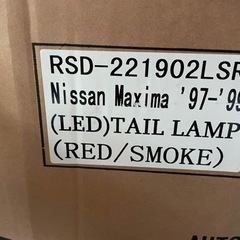 RSD-221902LSR
Nissan Maxima '97-'99
(LED)TAIL LAMP
(RED/SMOKE)